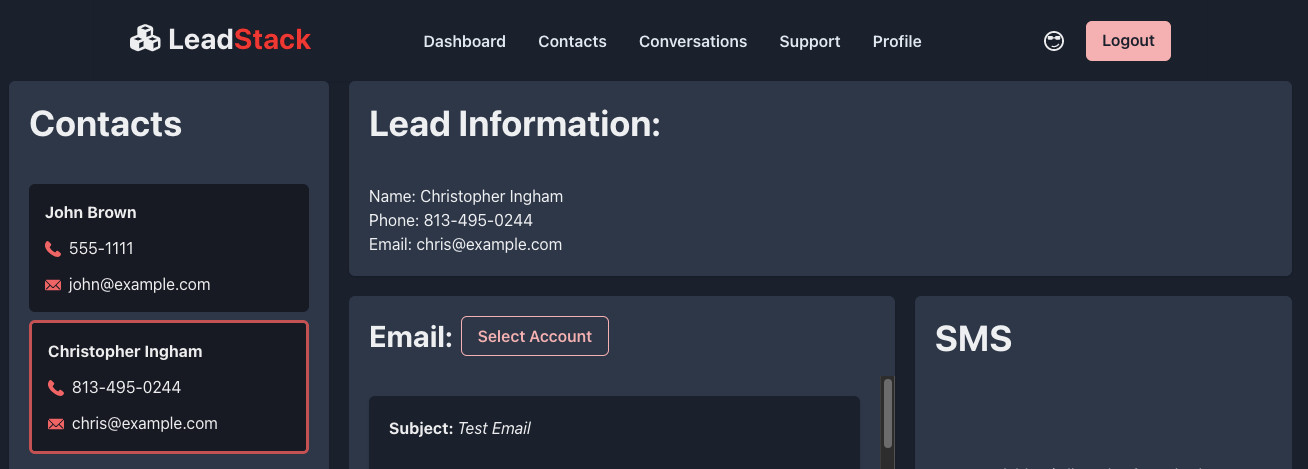 LeadStack
Dashboard Contacts Conversations Support Profile Logout
Contacts
John Brown
555-1111
john@example.com
Christopher Ingham
813-495-0244
chris@example.com
Lead Information:
Name: Christopher Ingham
Phone: 813-495-0244
Email: chris@example.com
Email: Select Account
Subject: Test Email
SMS